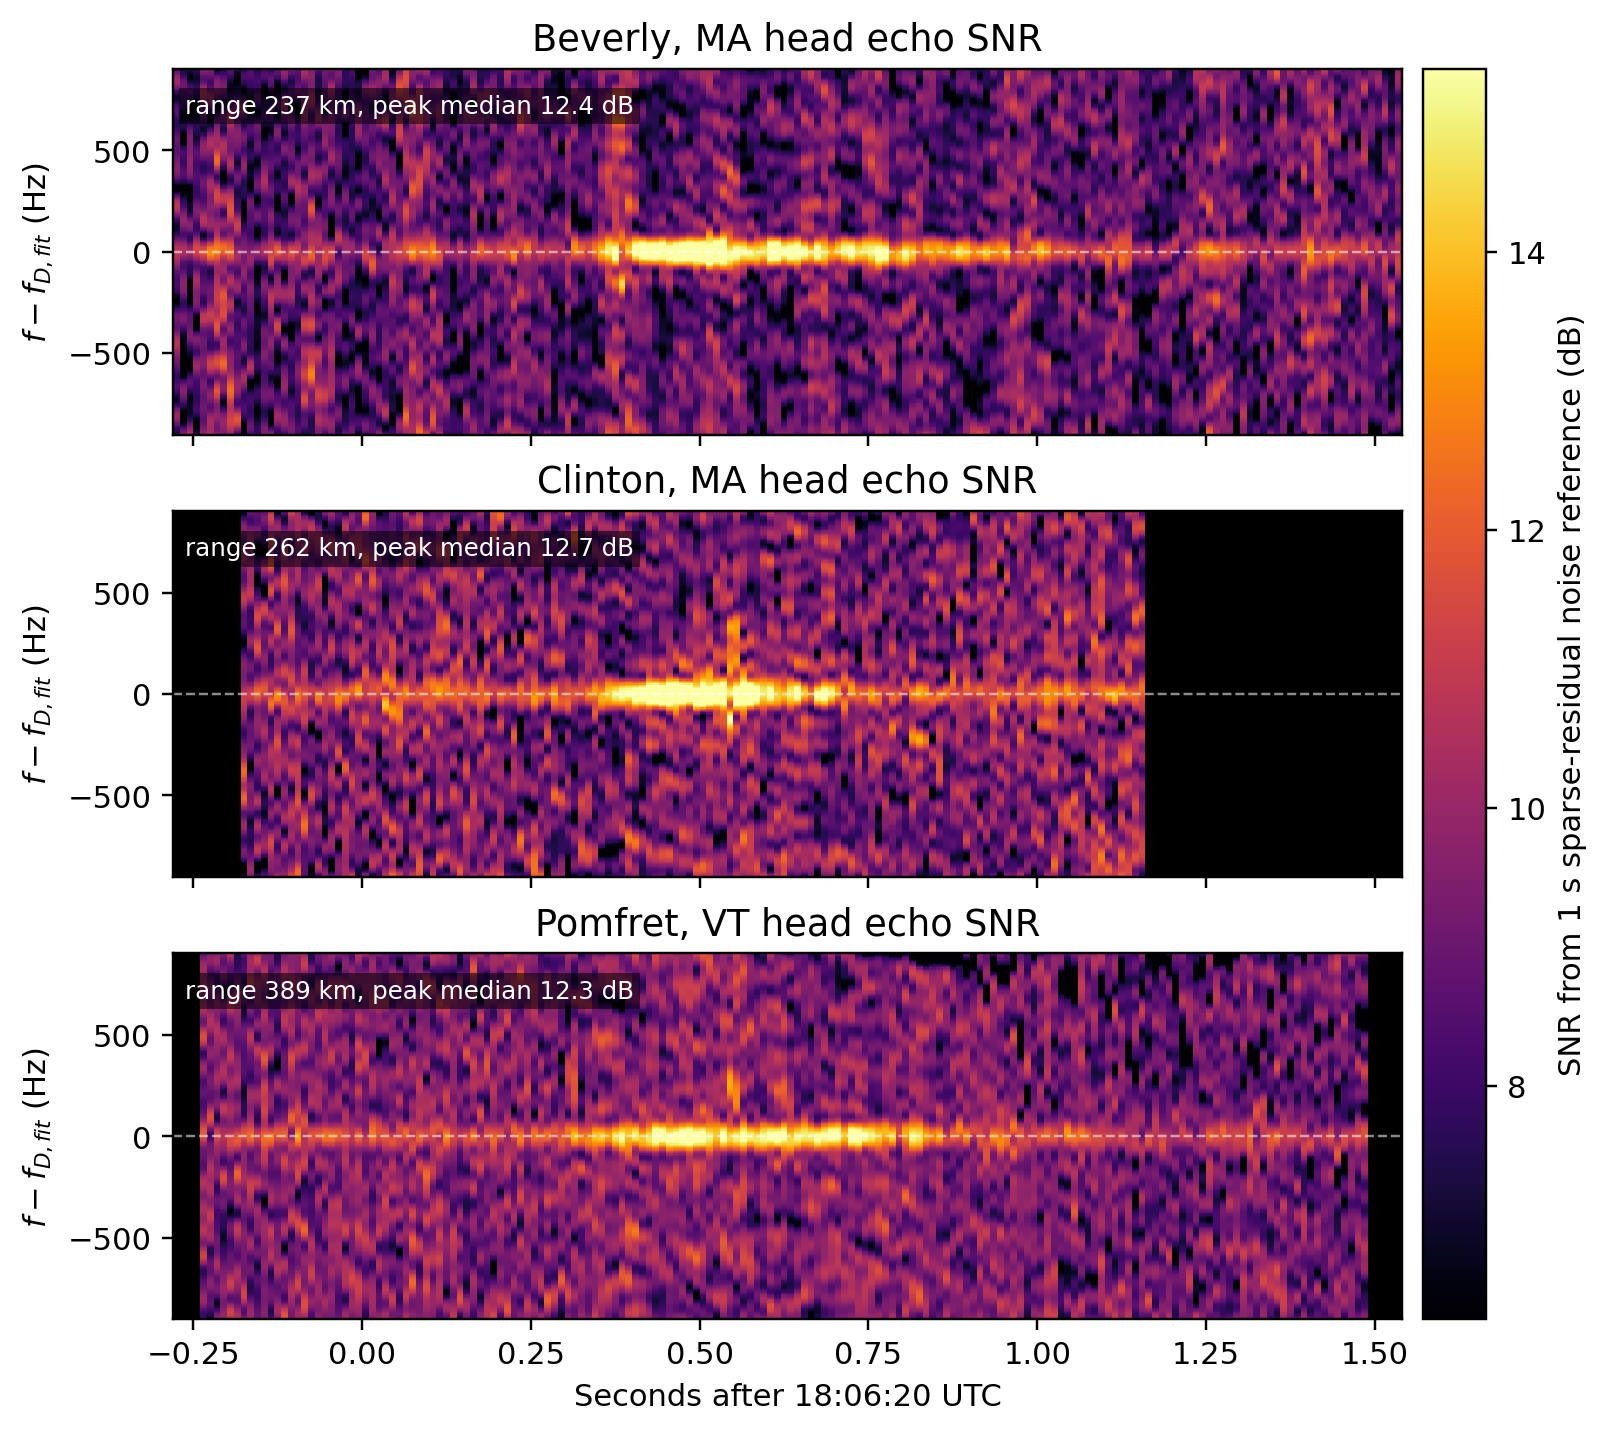 Beverly, MA head echo SNR
range 237 km, peak median 12.4 dB
500
0
−500
f − f_{D, fit} (Hz)
Clinton, MA head echo SNR
range 262 km, peak median 12.7 dB
500
0
−500
f − f_{D, fit} (Hz)
Pomfret, VT head echo SNR
range 389 km, peak median 12.3 dB
500
0
−500
f − f_{D, fit} (Hz)
−0.25 0.00 0.25 0.50 0.75 1.00 1.25 1.50
Seconds after 18:06:20 UTC
14
12
10
8
SNR from 1 s sparse-residual noise reference (dB)